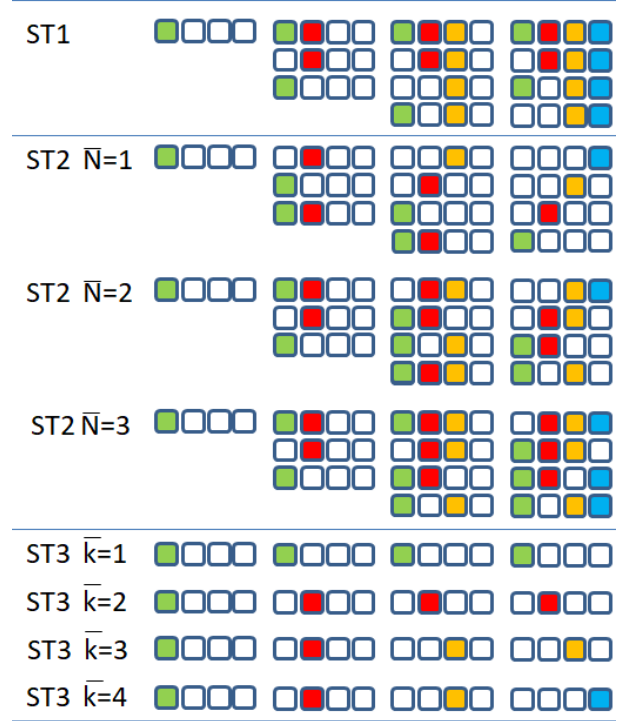 ST1
ST2 N̅=1
ST2 N̅=2
ST2 N̅=3
ST3 k̅=1
ST3 k̅=2
ST3 k̅=3
ST3 k̅=4